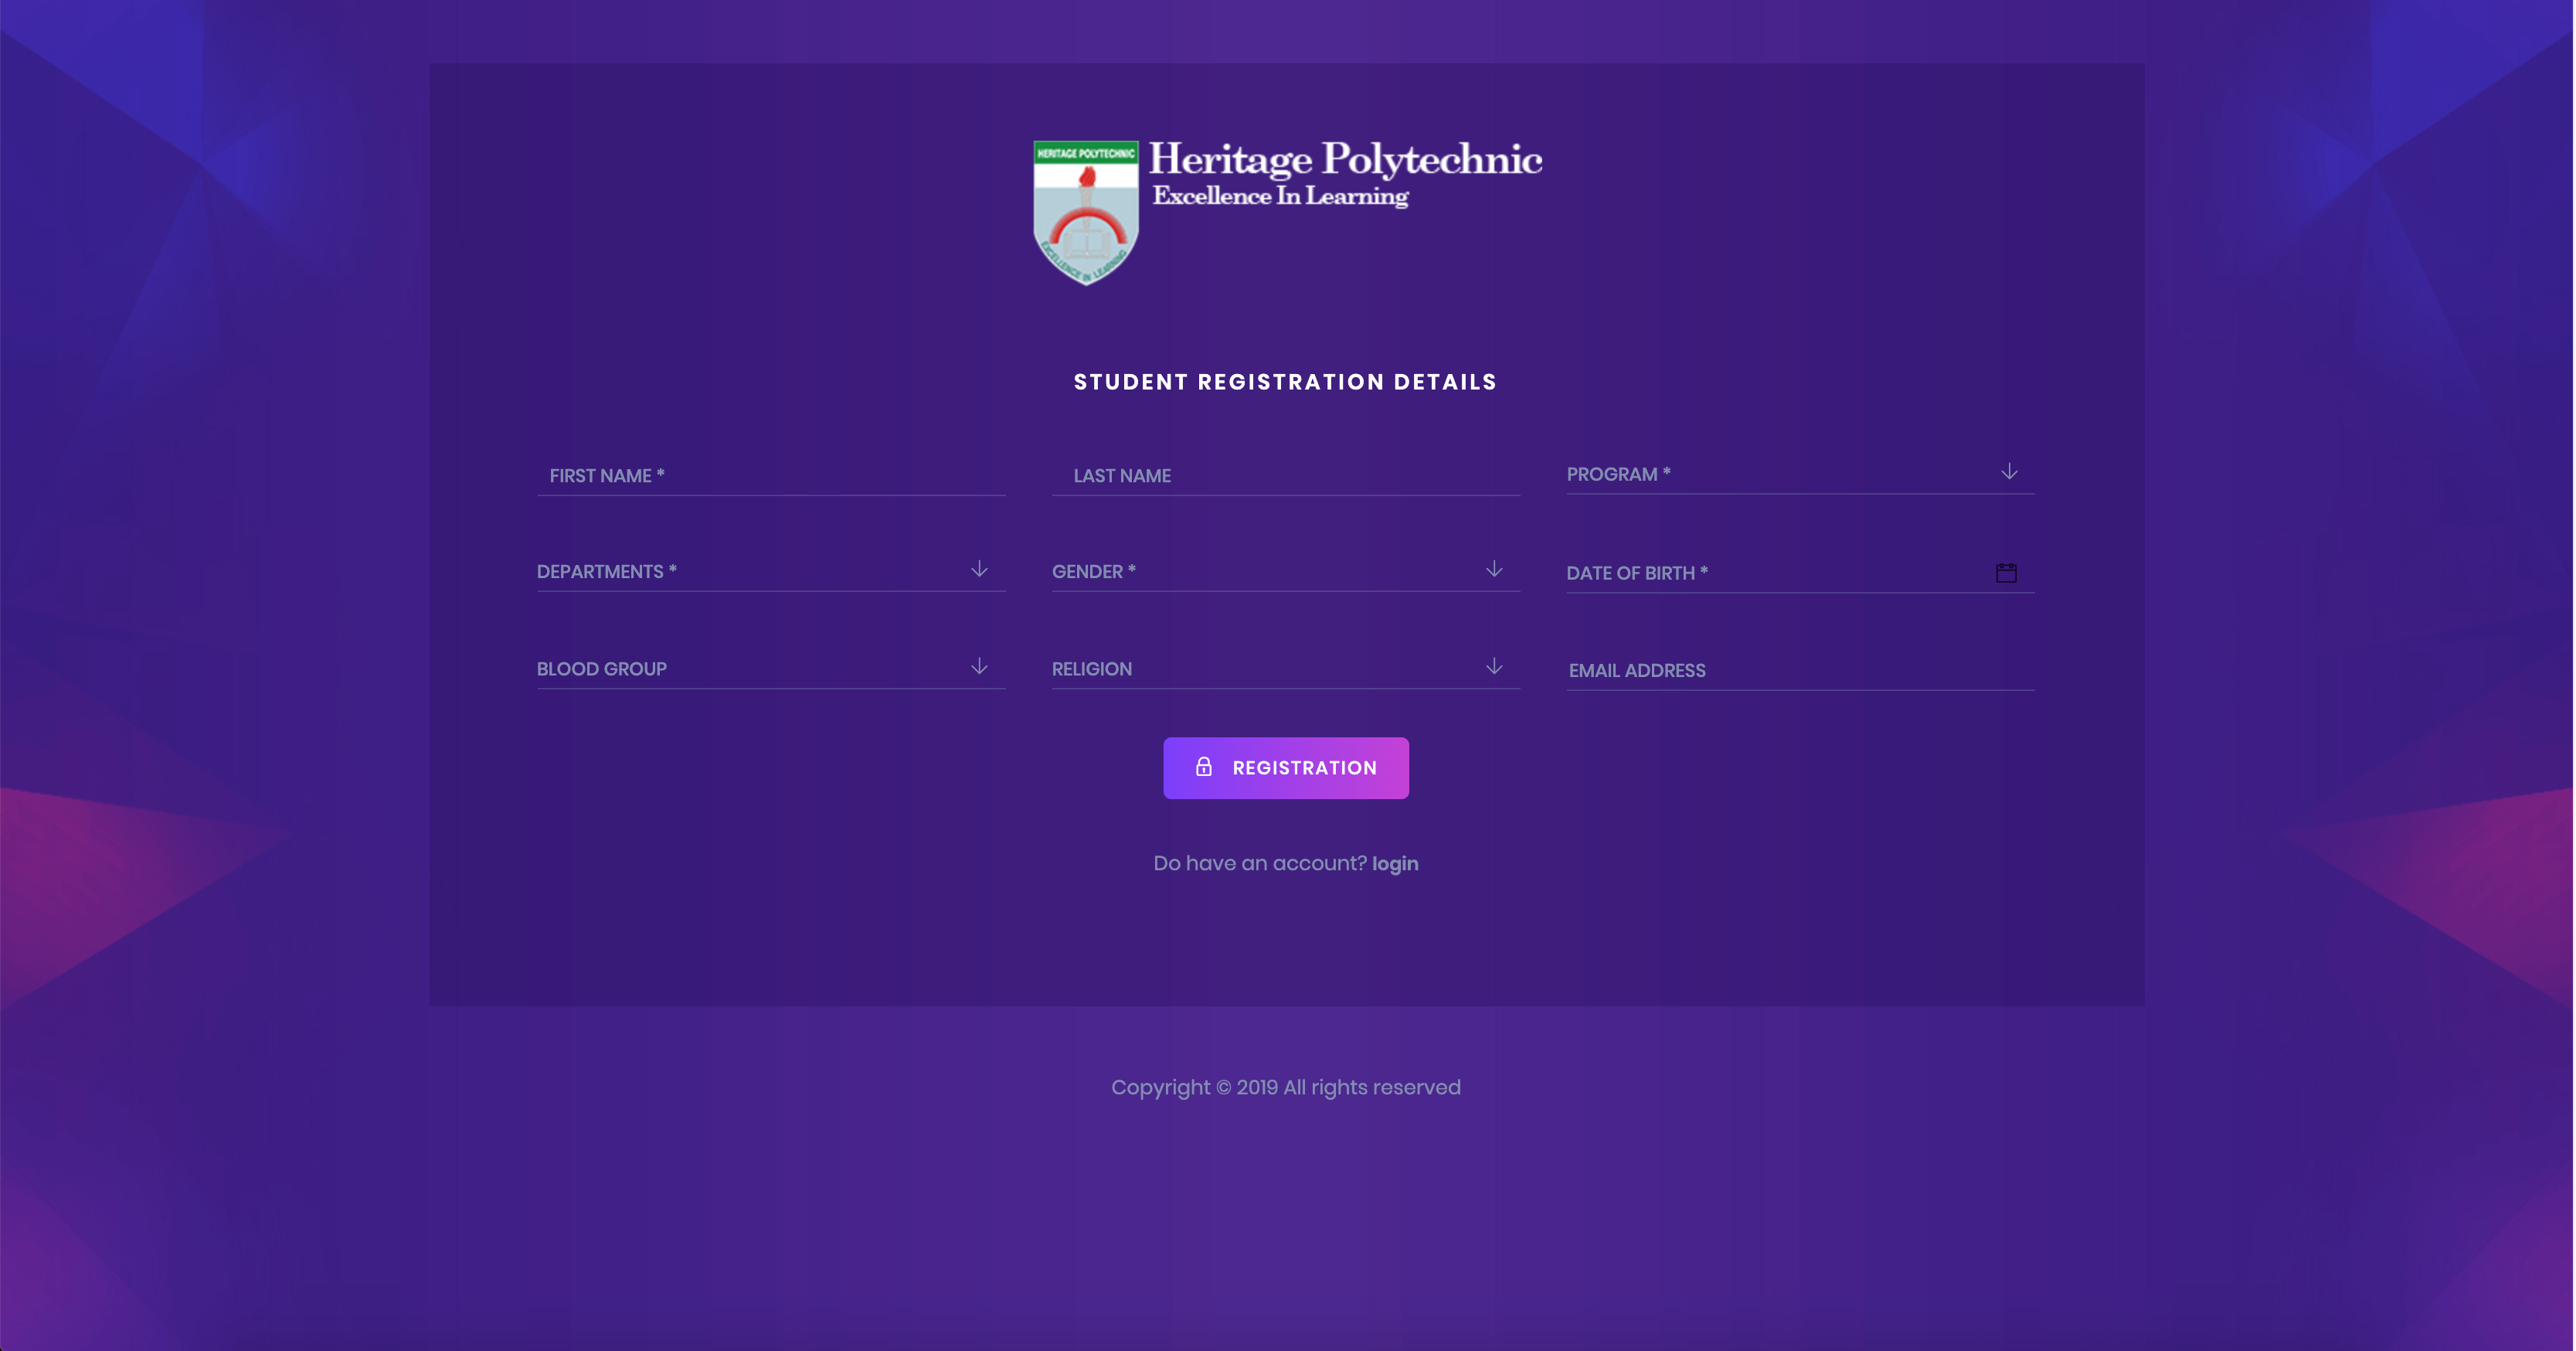 HERITAGE POLYTECHNIC
Heritage Polytechnic
Excellence In Learning
EXCELLENCE IN LEARNING
STUDENT REGISTRATION DETAILS
FIRST NAME *
LAST NAME
PROGRAM *
DEPARTMENTS *
GENDER *
DATE OF BIRTH *
BLOOD GROUP
RELIGION
EMAIL ADDRESS
REGISTRATION
Do have an account? login
Copyright © 2019 All rights reserved